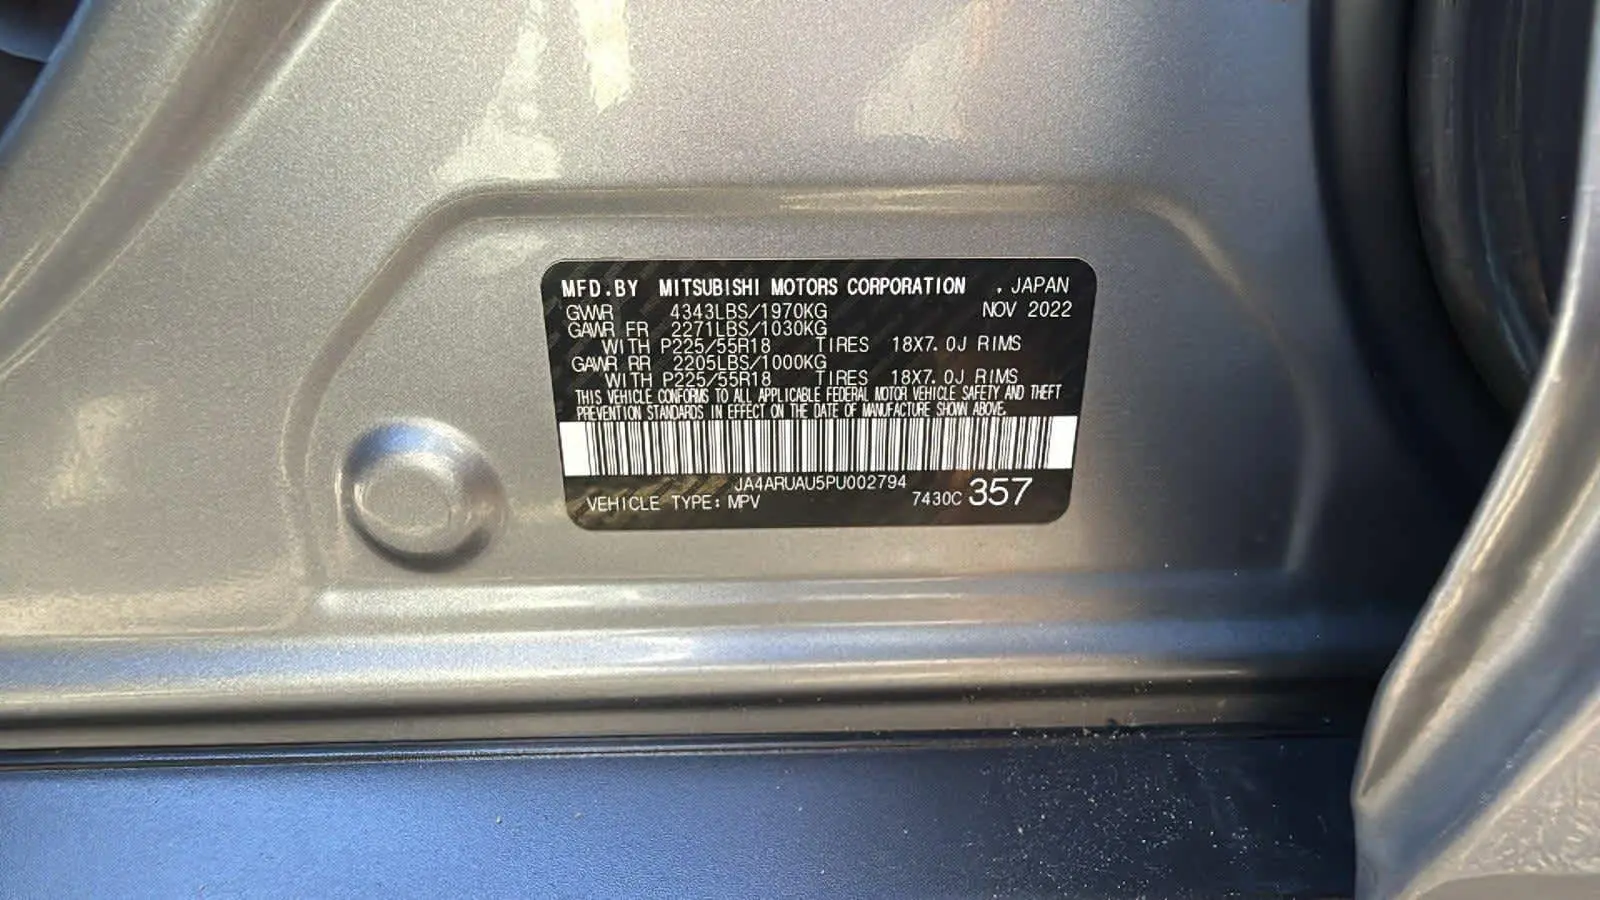 MFD.BY MITSUBISHI MOTORS CORPORATION , JAPAN
NOV 2022
GVWR 4343LBS/1970KG
GAWR FR 2271LBS/1030KG
WITH P225/55R18 TIRES 18X7.0J RIMS
GAWR RR 2205LBS/1000KG
WITH P225/55R18 TIRES 18X7.0J RIMS
THIS VEHICLE CONFORMS TO ALL APPLICABLE FEDERAL MOTOR VEHICLE SAFETY AND THEFT
PREVENTION STANDARDS IN EFFECT ON THE DATE OF MANUFACTURE SHOWN ABOVE.
JA4ARUAU5PU002794
VEHICLE TYPE: MPV 7430C 357